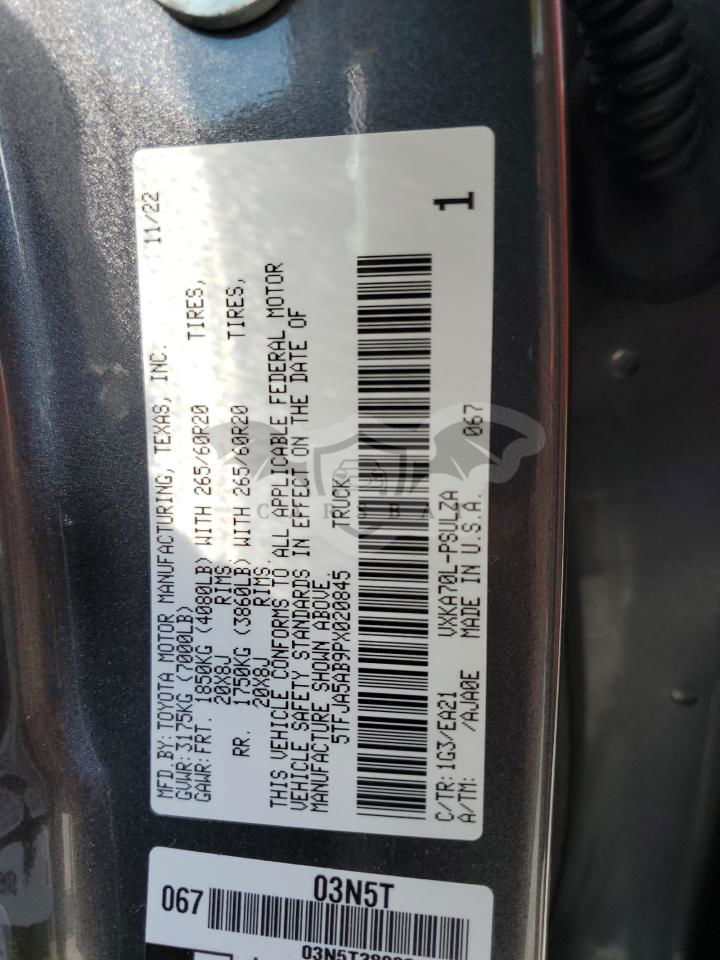 MFD.BY:TOYOTA MOTOR MANUFACTURING, TEXAS, INC. 11/22
GVWR:3175KG (7000LB)
GAWR:FRT. 1850KG (4080LB) WITH 265/60R20 TIRES,
20X8J RIMS.
RR. 1750KG (3860LB) WITH 265/60R20 TIRES,
20X8J RIMS.
THIS VEHICLE CONFORMS TO ALL APPLICABLE FEDERAL MOTOR
VEHICLE SAFETY STANDARDS IN EFFECT ON THE DATE OF
MANUFACTURE SHOWN ABOVE.
5TFJA5AB9PX020845 TRUCK
C/TR:1G3/EA21 VXKA70L-PSULZA 1
A/TM: /AJA0E MADE IN U.S.A. 067
03N5T
067